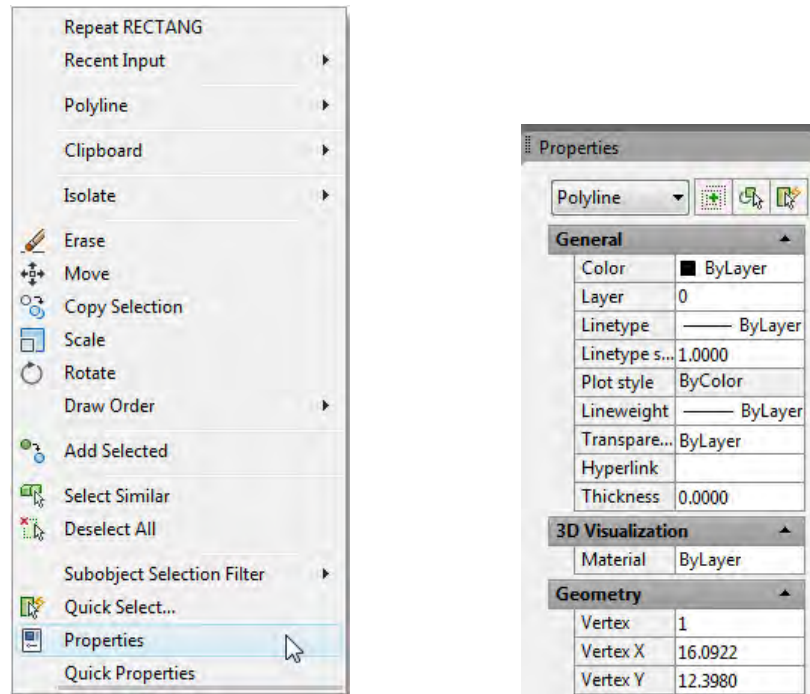 Repeat RECTANG
Recent Input
Polyline
Clipboard
Isolate
Erase
Move
Copy Selection
Scale
Rotate
Draw Order
Add Selected
Select Similar
Deselect All
Subobject Selection Filter
Quick Select...
Properties
Quick Properties
Properties
Polyline
General
Color ByLayer
Layer 0
Linetype ByLayer
Linetype s... 1.0000
Plot style ByColor
Lineweight ByLayer
Transpare... ByLayer
Hyperlink
Thickness 0.0000
3D Visualization
Material ByLayer
Geometry
Vertex 1
Vertex X 16.0922
Vertex Y 12.3980